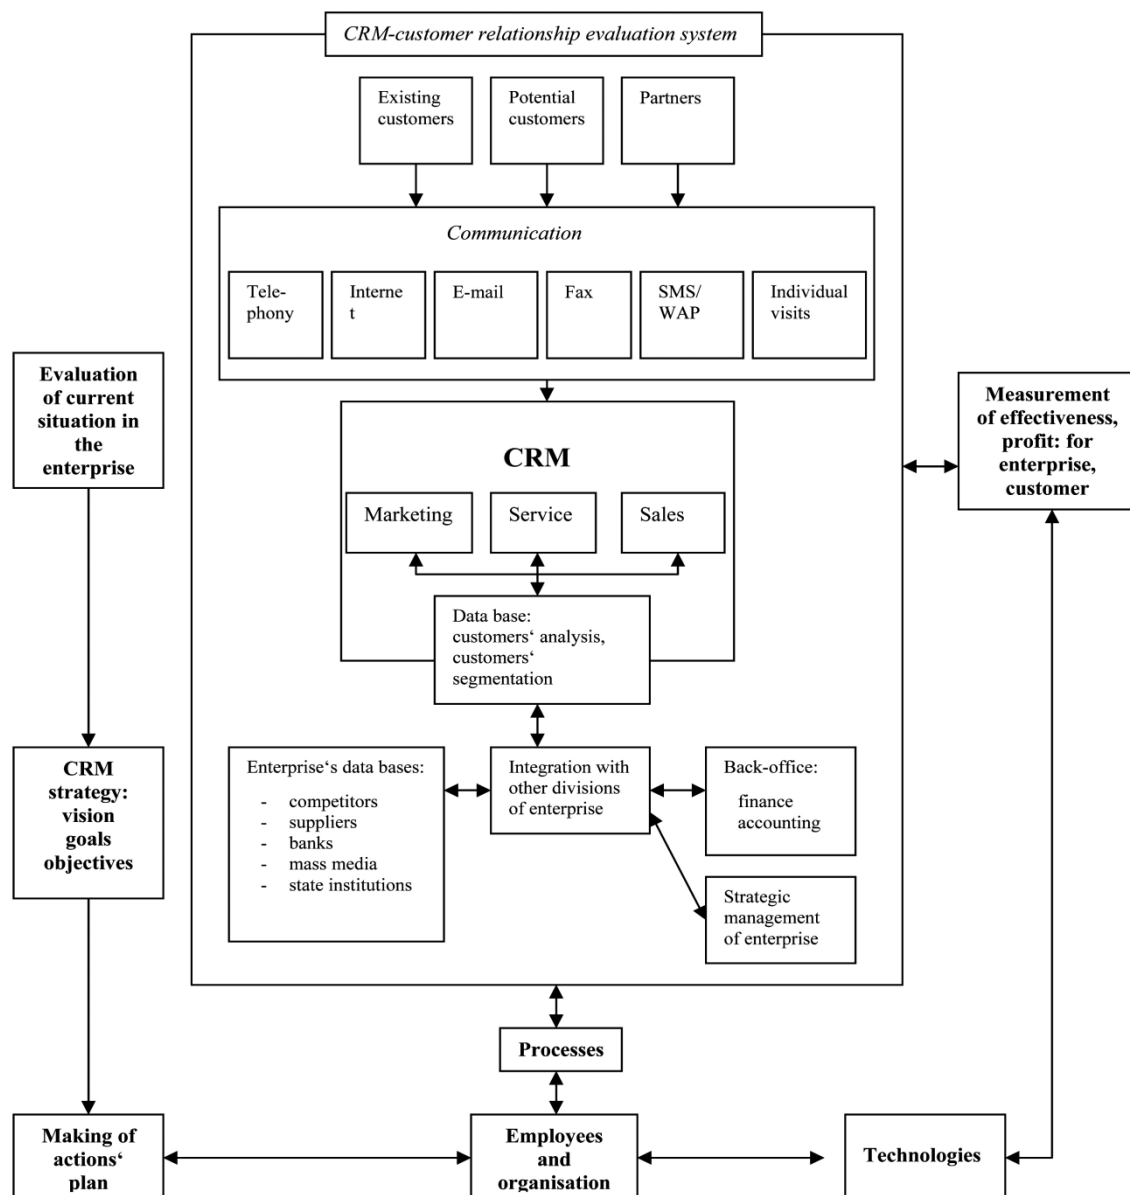 CRM-customer relationship evaluation system
Existing
customers
Potential
customers
Partners
Communication
Tele-
phony
Interne
t
E-mail
Fax
SMS/
WAP
Individual
visits
Evaluation
of current
situation in
the
enterprise
Measurement
of effectiveness,
profit: for
enterprise,
customer
CRM
Marketing
Service
Sales
Data base:
customers‘ analysis,
customers‘
segmentation
CRM
strategy:
vision
goals
objectives
Enterprise‘s data bases:
- competitors
- suppliers
- banks
- mass media
- state institutions
Integration with
other divisions
of enterprise
Back-office:
finance
accounting
Strategic
management
of enterprise
Processes
Making of
actions‘
plan
Employees
and
organisation
Technologies